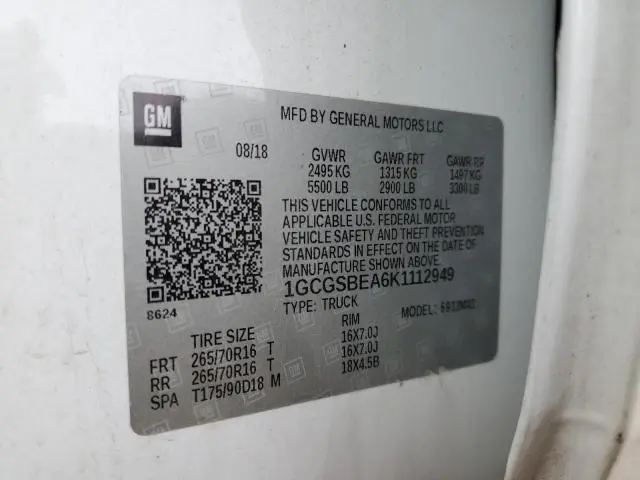 GM
MFD BY GENERAL MOTORS LLC
08/18 GVWR GAWR FRT GAWR RR
2495 KG 1315 KG 1497 KG
5500 LB 2900 LB 3300 LB
THIS VEHICLE CONFORMS TO ALL
APPLICABLE U.S. FEDERAL MOTOR
VEHICLE SAFETY AND THEFT PREVENTION
STANDARDS IN EFFECT ON THE DATE OF
MANUFACTURE SHOWN ABOVE.
1GCGSBEA6K1112949
8624 TYPE: TRUCK MODEL:
TIRE SIZE RIM
FRT 265/70R16 T 16X7.0J
RR 265/70R16 T 16X7.0J
SPA T175/90D18 M 18X4.5B